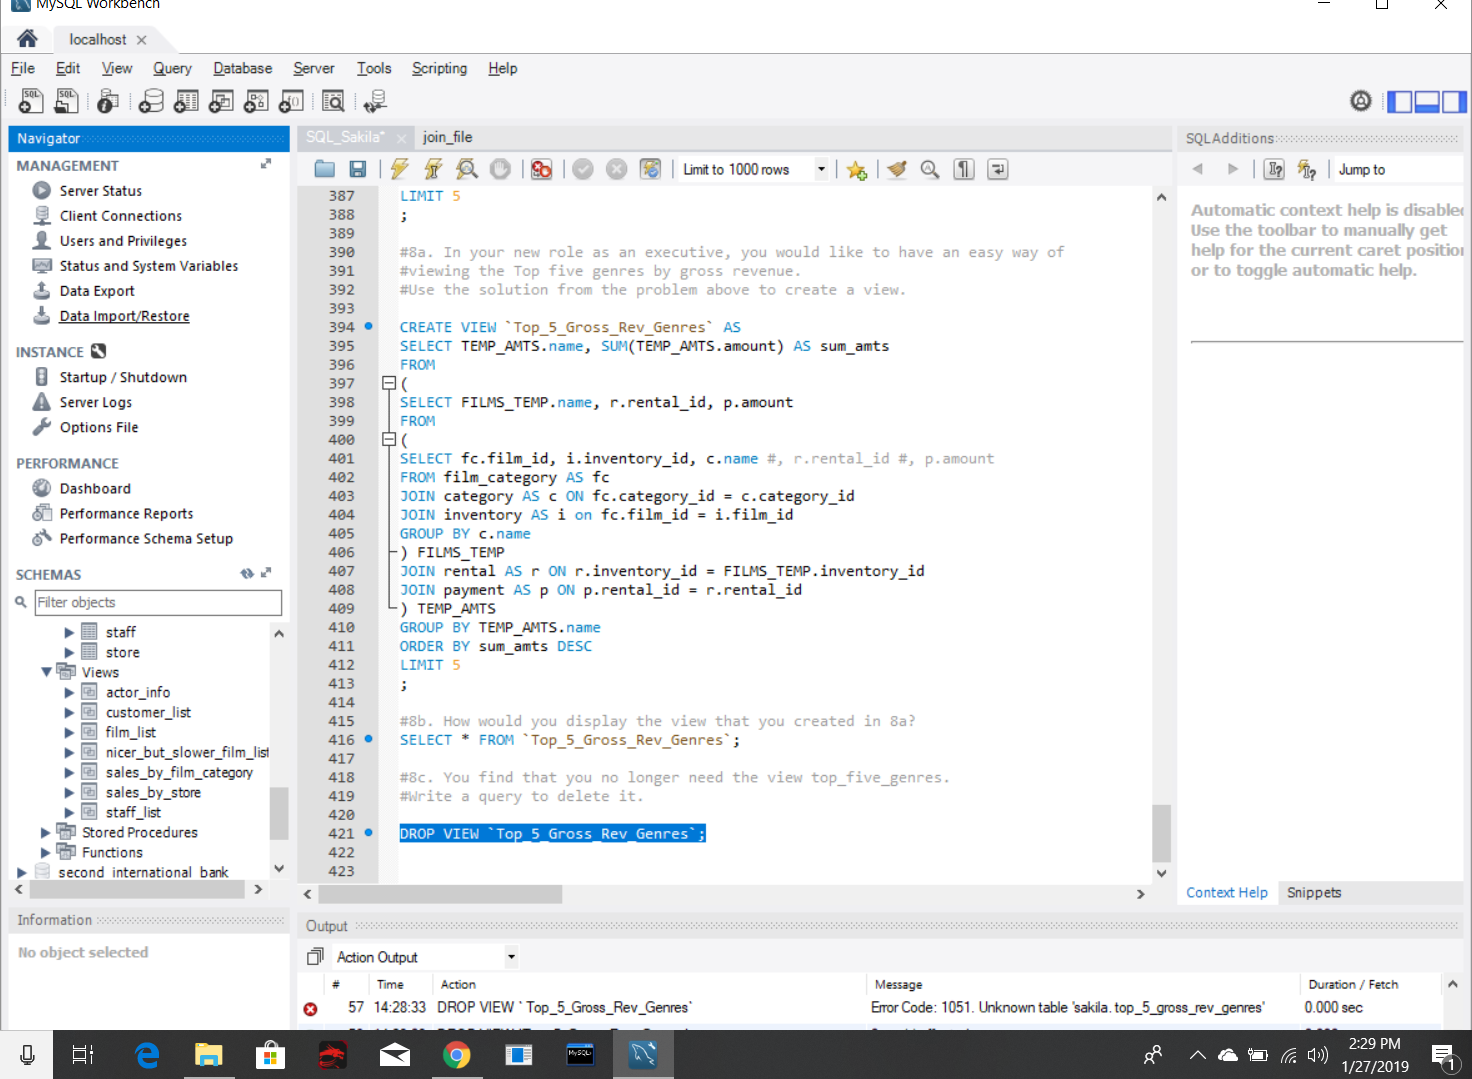 MySQL Workbench
localhost
File Edit View Query Database Server Tools Scripting Help
Navigator
MANAGEMENT
Server Status
Client Connections
Users and Privileges
Status and System Variables
Data Export
Data Import/Restore
INSTANCE
Startup / Shutdown
Server Logs
Options File
PERFORMANCE
Dashboard
Performance Reports
Performance Schema Setup
SCHEMAS
Filter objects
staff
store
Views
actor_info
customer_list
film_list
nicer_but_slower_film_list
sales_by_film_category
sales_by_store
staff_list
Stored Procedures
Functions
second_international_bank
Information
No object selected
SQL_Sakila* join_file
Limit to 1000 rows
387 LIMIT 5
388 ;
389
390 #8a. In your new role as an executive, you would like to have an easy way of
391 #viewing the Top five genres by gross revenue.
392 #Use the solution from the problem above to create a view.
393
394 CREATE VIEW `Top_5_Gross_Rev_Genres` AS
395 SELECT TEMP_AMTS.name, SUM(TEMP_AMTS.amount) AS sum_amts
396 FROM
397 (
398 SELECT FILMS_TEMP.name, r.rental_id, p.amount
399 FROM
400 (
401 SELECT fc.film_id, i.inventory_id, c.name #, r.rental_id #, p.amount
402 FROM film_category AS fc
403 JOIN category AS c ON fc.category_id = c.category_id
404 JOIN inventory AS i on fc.film_id = i.film_id
405 GROUP BY c.name
406 ) FILMS_TEMP
407 JOIN rental AS r ON r.inventory_id = FILMS_TEMP.inventory_id
408 JOIN payment AS p ON p.rental_id = r.rental_id
409 ) TEMP_AMTS
410 GROUP BY TEMP_AMTS.name
411 ORDER BY sum_amts DESC
412 LIMIT 5
413 ;
414
415 #8b. How would you display the view that you created in 8a?
416 SELECT * FROM `Top_5_Gross_Rev_Genres`;
417
418 #8c. You find that you no longer need the view top_five_genres.
419 #Write a query to delete it.
420
421 DROP VIEW `Top_5_Gross_Rev_Genres`;
422
423
SQLAdditions
Jump to
Automatic context help is disabled
Use the toolbar to manually get
help for the current caret position
or to toggle automatic help.
Context Help Snippets
Output
Action Output
# Time Action Message Duration / Fetch
57 14:28:33 DROP VIEW ` Top_5_Gross_Rev_Genres` Error Code: 1051. Unknown table 'sakila. top_5_gross_rev_genres' 0.000 sec
MySQL
2:29 PM
1/27/2019
1